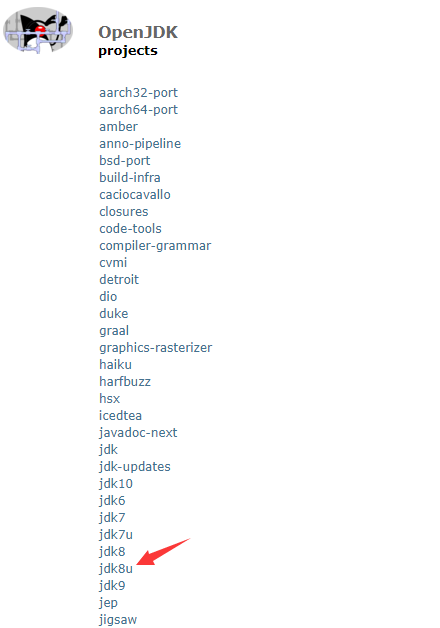 OpenJDK
projects
aarch32-port
aarch64-port
amber
anno-pipeline
bsd-port
build-infra
caciocavallo
closures
code-tools
compiler-grammar
cvmi
detroit
dio
duke
graal
graphics-rasterizer
haiku
harfbuzz
hsx
icedtea
javadoc-next
jdk
jdk-updates
jdk10
jdk6
jdk7
jdk7u
jdk8
jdk8u
jdk9
jep
jigsaw